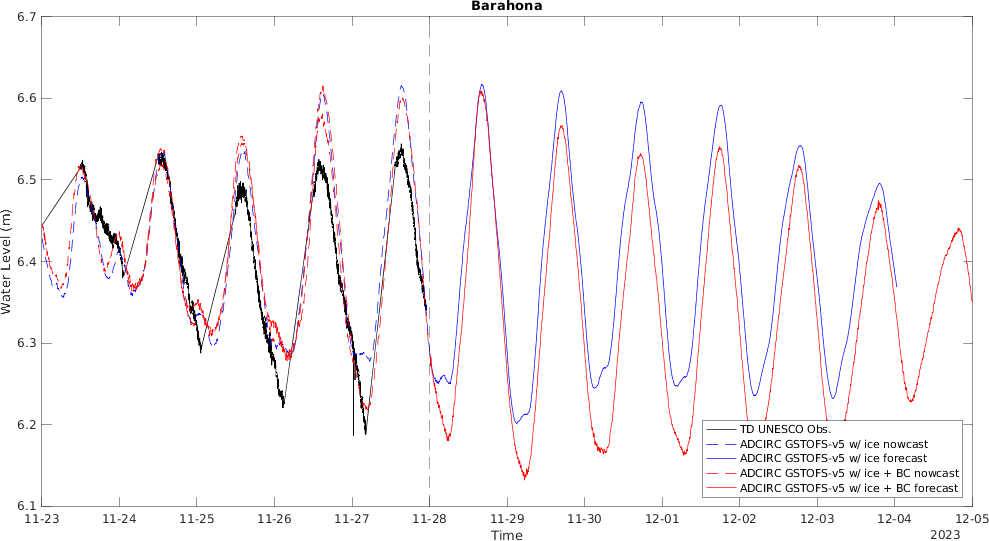 Barahona
Water Level (m)
6.7
6.6
6.5
6.4
6.3
6.2
6.1
TD UNESCO Obs.
ADCIRC GSTOFS-v5 w/ ice nowcast
ADCIRC GSTOFS-v5 w/ ice forecast
ADCIRC GSTOFS-v5 w/ ice + BC nowcast
ADCIRC GSTOFS-v5 w/ ice + BC forecast
11-23 11-24 11-25 11-26 11-27 11-28 11-29 11-30 12-01 12-02 12-03 12-04 12-05
Time
2023